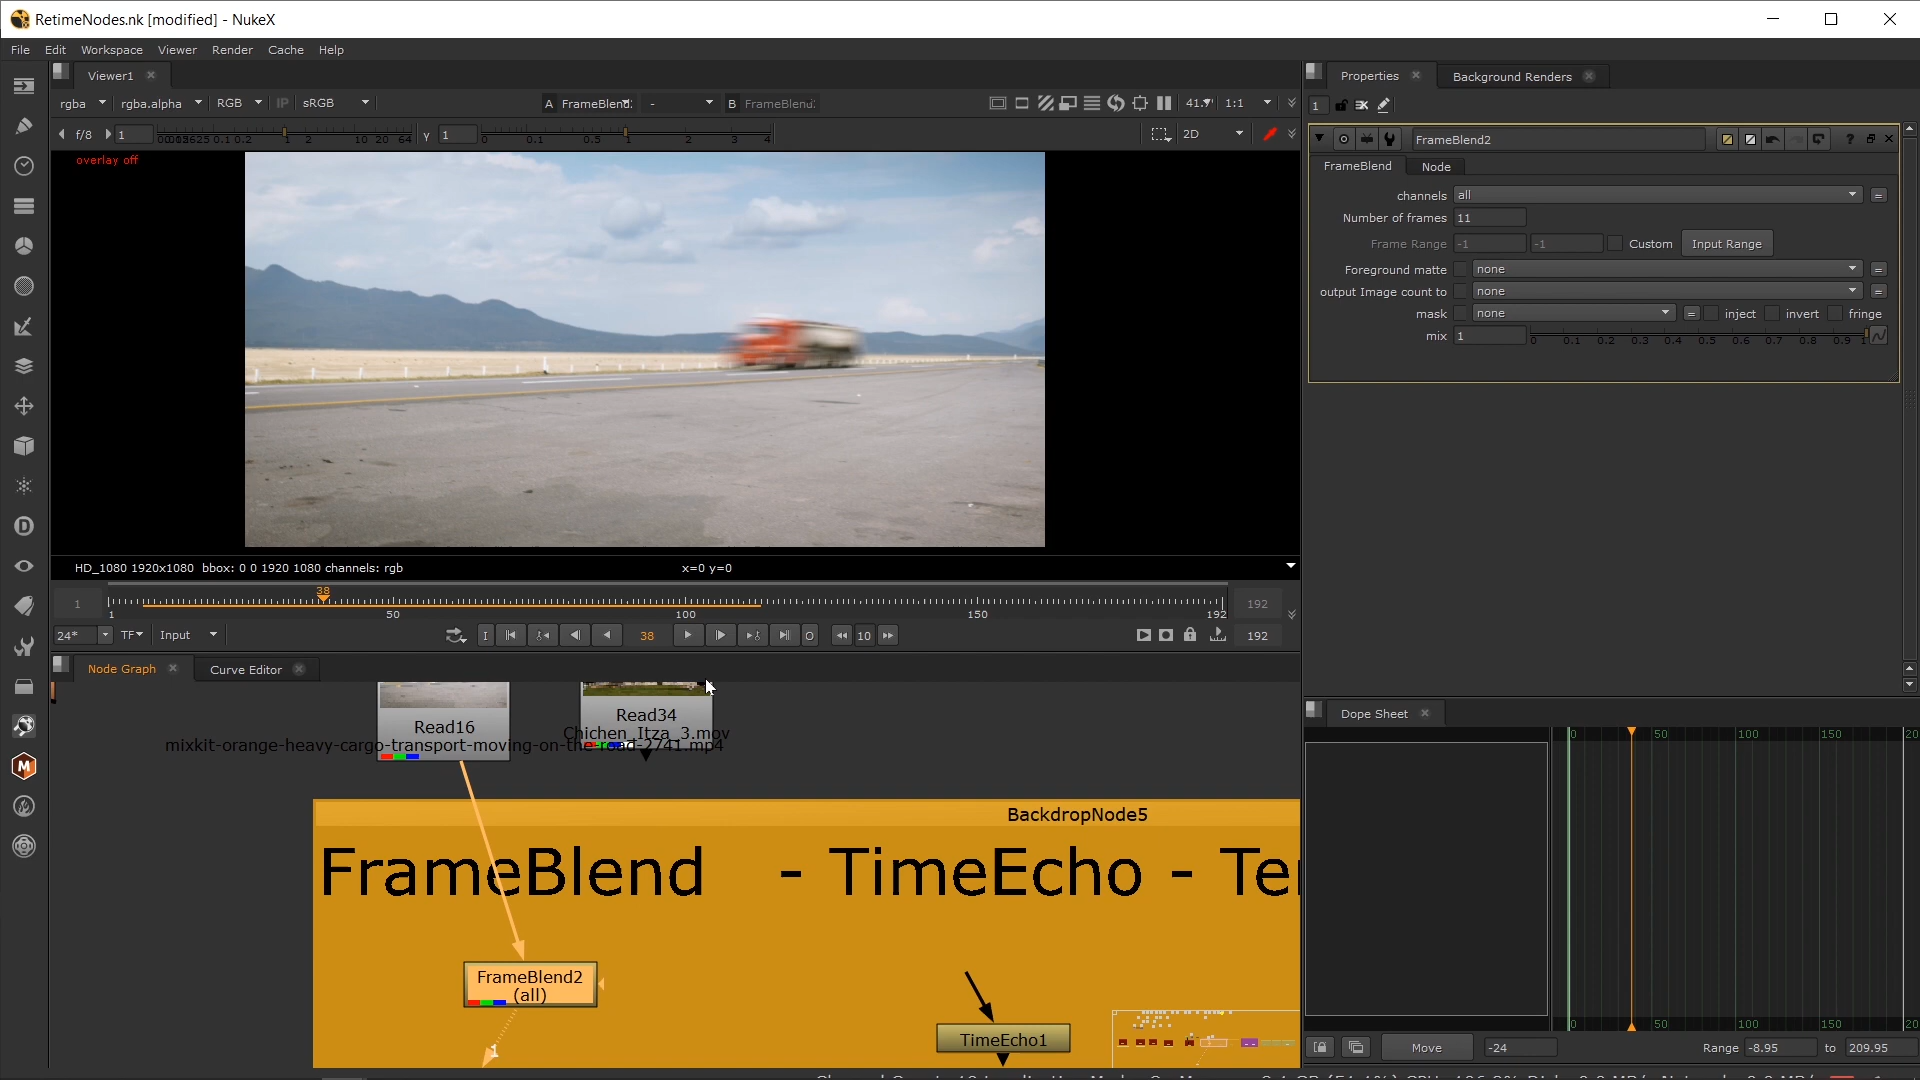 RetimeNodes.nk [modified] - NukeX
File Edit Workspace Viewer Render Cache Help
Viewer1
rgba rgba.alpha RGB IP sRGB A FrameBlend - B FrameBlend 1:1
f/8 1 1 2 10 20 64 γ 1 0 0.1 0.5 1 2 3 4 2D
overlay off
HD_1080 1920x1080 bbox: 0 0 1920 1080 channels: rgb x=0 y=0
1 38 192
1 50 100 150 192
24* TF Input I 38 O 10 192
Node Graph Curve Editor
Read16
Read34
Chichen_Itza_3.mov
mixkit-orange-heavy-cargo-transport-moving-on-the-road-2741.mp4
BackdropNode5
FrameBlend - TimeEcho - Te
FrameBlend2
(all)
1
TimeEcho1
Properties Background Renders
1
FrameBlend2
FrameBlend Node
channels all =
Number of frames 11
Frame Range -1 -1 Custom Input Range
Foreground matte none =
output Image count to none =
mask none = inject invert fringe
mix 1 0 0.1 0.2 0.3 0.4 0.5 0.6 0.7 0.8 0.9 1
Dope Sheet
0 50 100 150 20
0 50 100 150 20
Move -24 Range -8.95 to 209.95